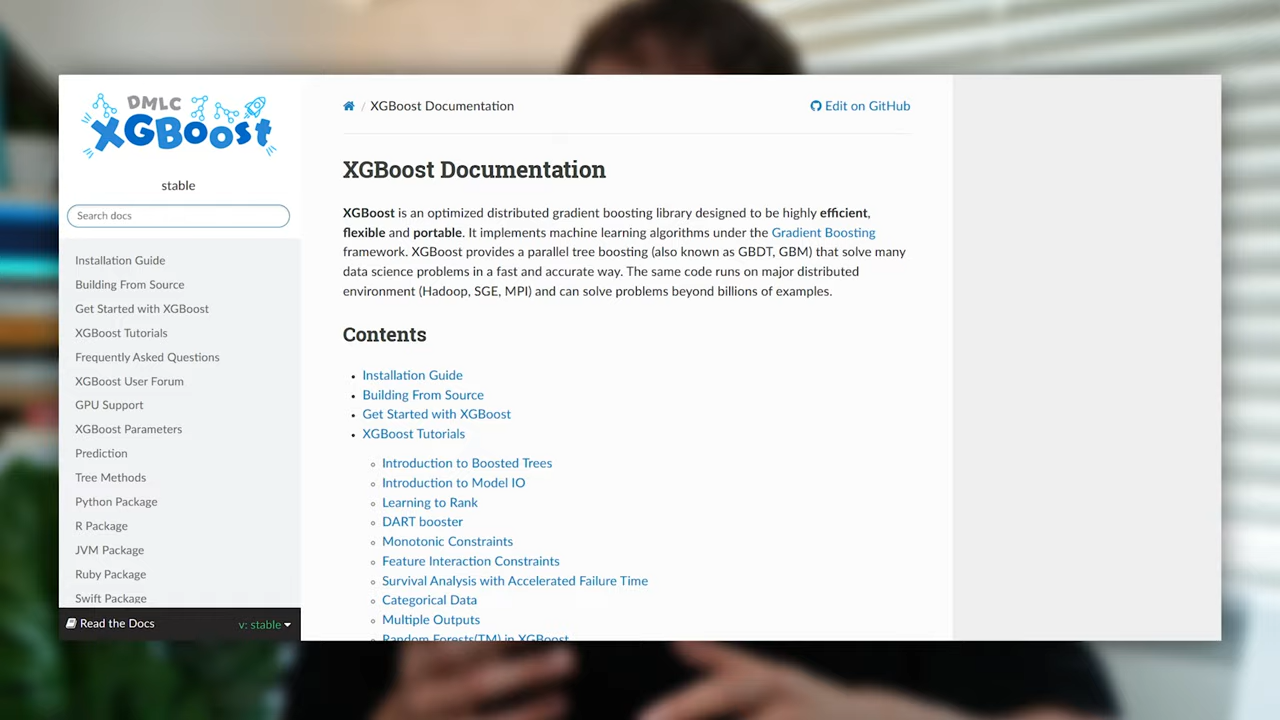 DMLC
XGBoost
stable
Search docs
Installation Guide
Building From Source
Get Started with XGBoost
XGBoost Tutorials
Frequently Asked Questions
XGBoost User Forum
GPU Support
XGBoost Parameters
Prediction
Tree Methods
Python Package
R Package
JVM Package
Ruby Package
Swift Package
Read the Docs
v: stable
/ XGBoost Documentation
Edit on GitHub
XGBoost Documentation
XGBoost is an optimized distributed gradient boosting library designed to be highly efficient,
flexible and portable. It implements machine learning algorithms under the Gradient Boosting
framework. XGBoost provides a parallel tree boosting (also known as GBDT, GBM) that solve many
data science problems in a fast and accurate way. The same code runs on major distributed
environment (Hadoop, SGE, MPI) and can solve problems beyond billions of examples.
Contents
• Installation Guide
• Building From Source
• Get Started with XGBoost
• XGBoost Tutorials
◦ Introduction to Boosted Trees
◦ Introduction to Model IO
◦ Learning to Rank
◦ DART booster
◦ Monotonic Constraints
◦ Feature Interaction Constraints
◦ Survival Analysis with Accelerated Failure Time
◦ Categorical Data
◦ Multiple Outputs
◦ Random Forests(TM) in XGBoost